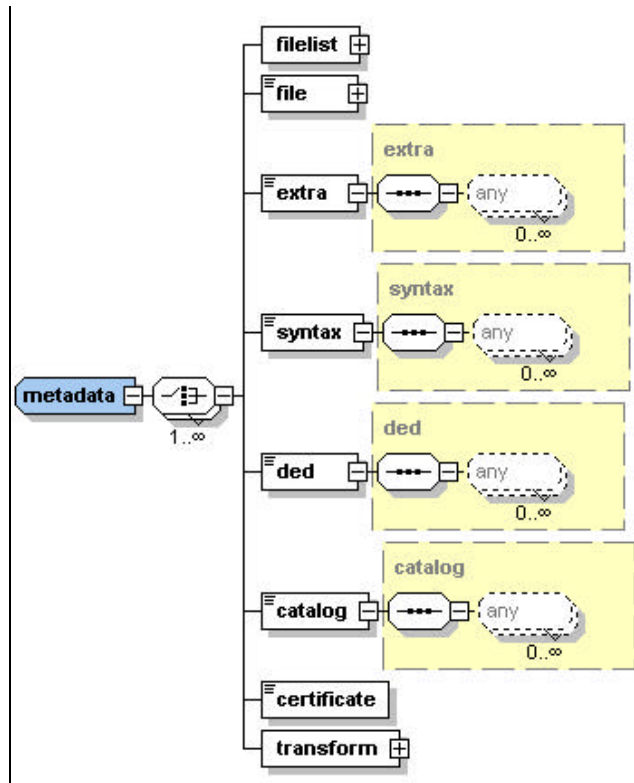 filelist
file
extra
extra
any
0..∞
syntax
syntax
any
0..∞
metadata
1..∞
ded
ded
any
0..∞
catalog
catalog
any
0..∞
certificate
transform